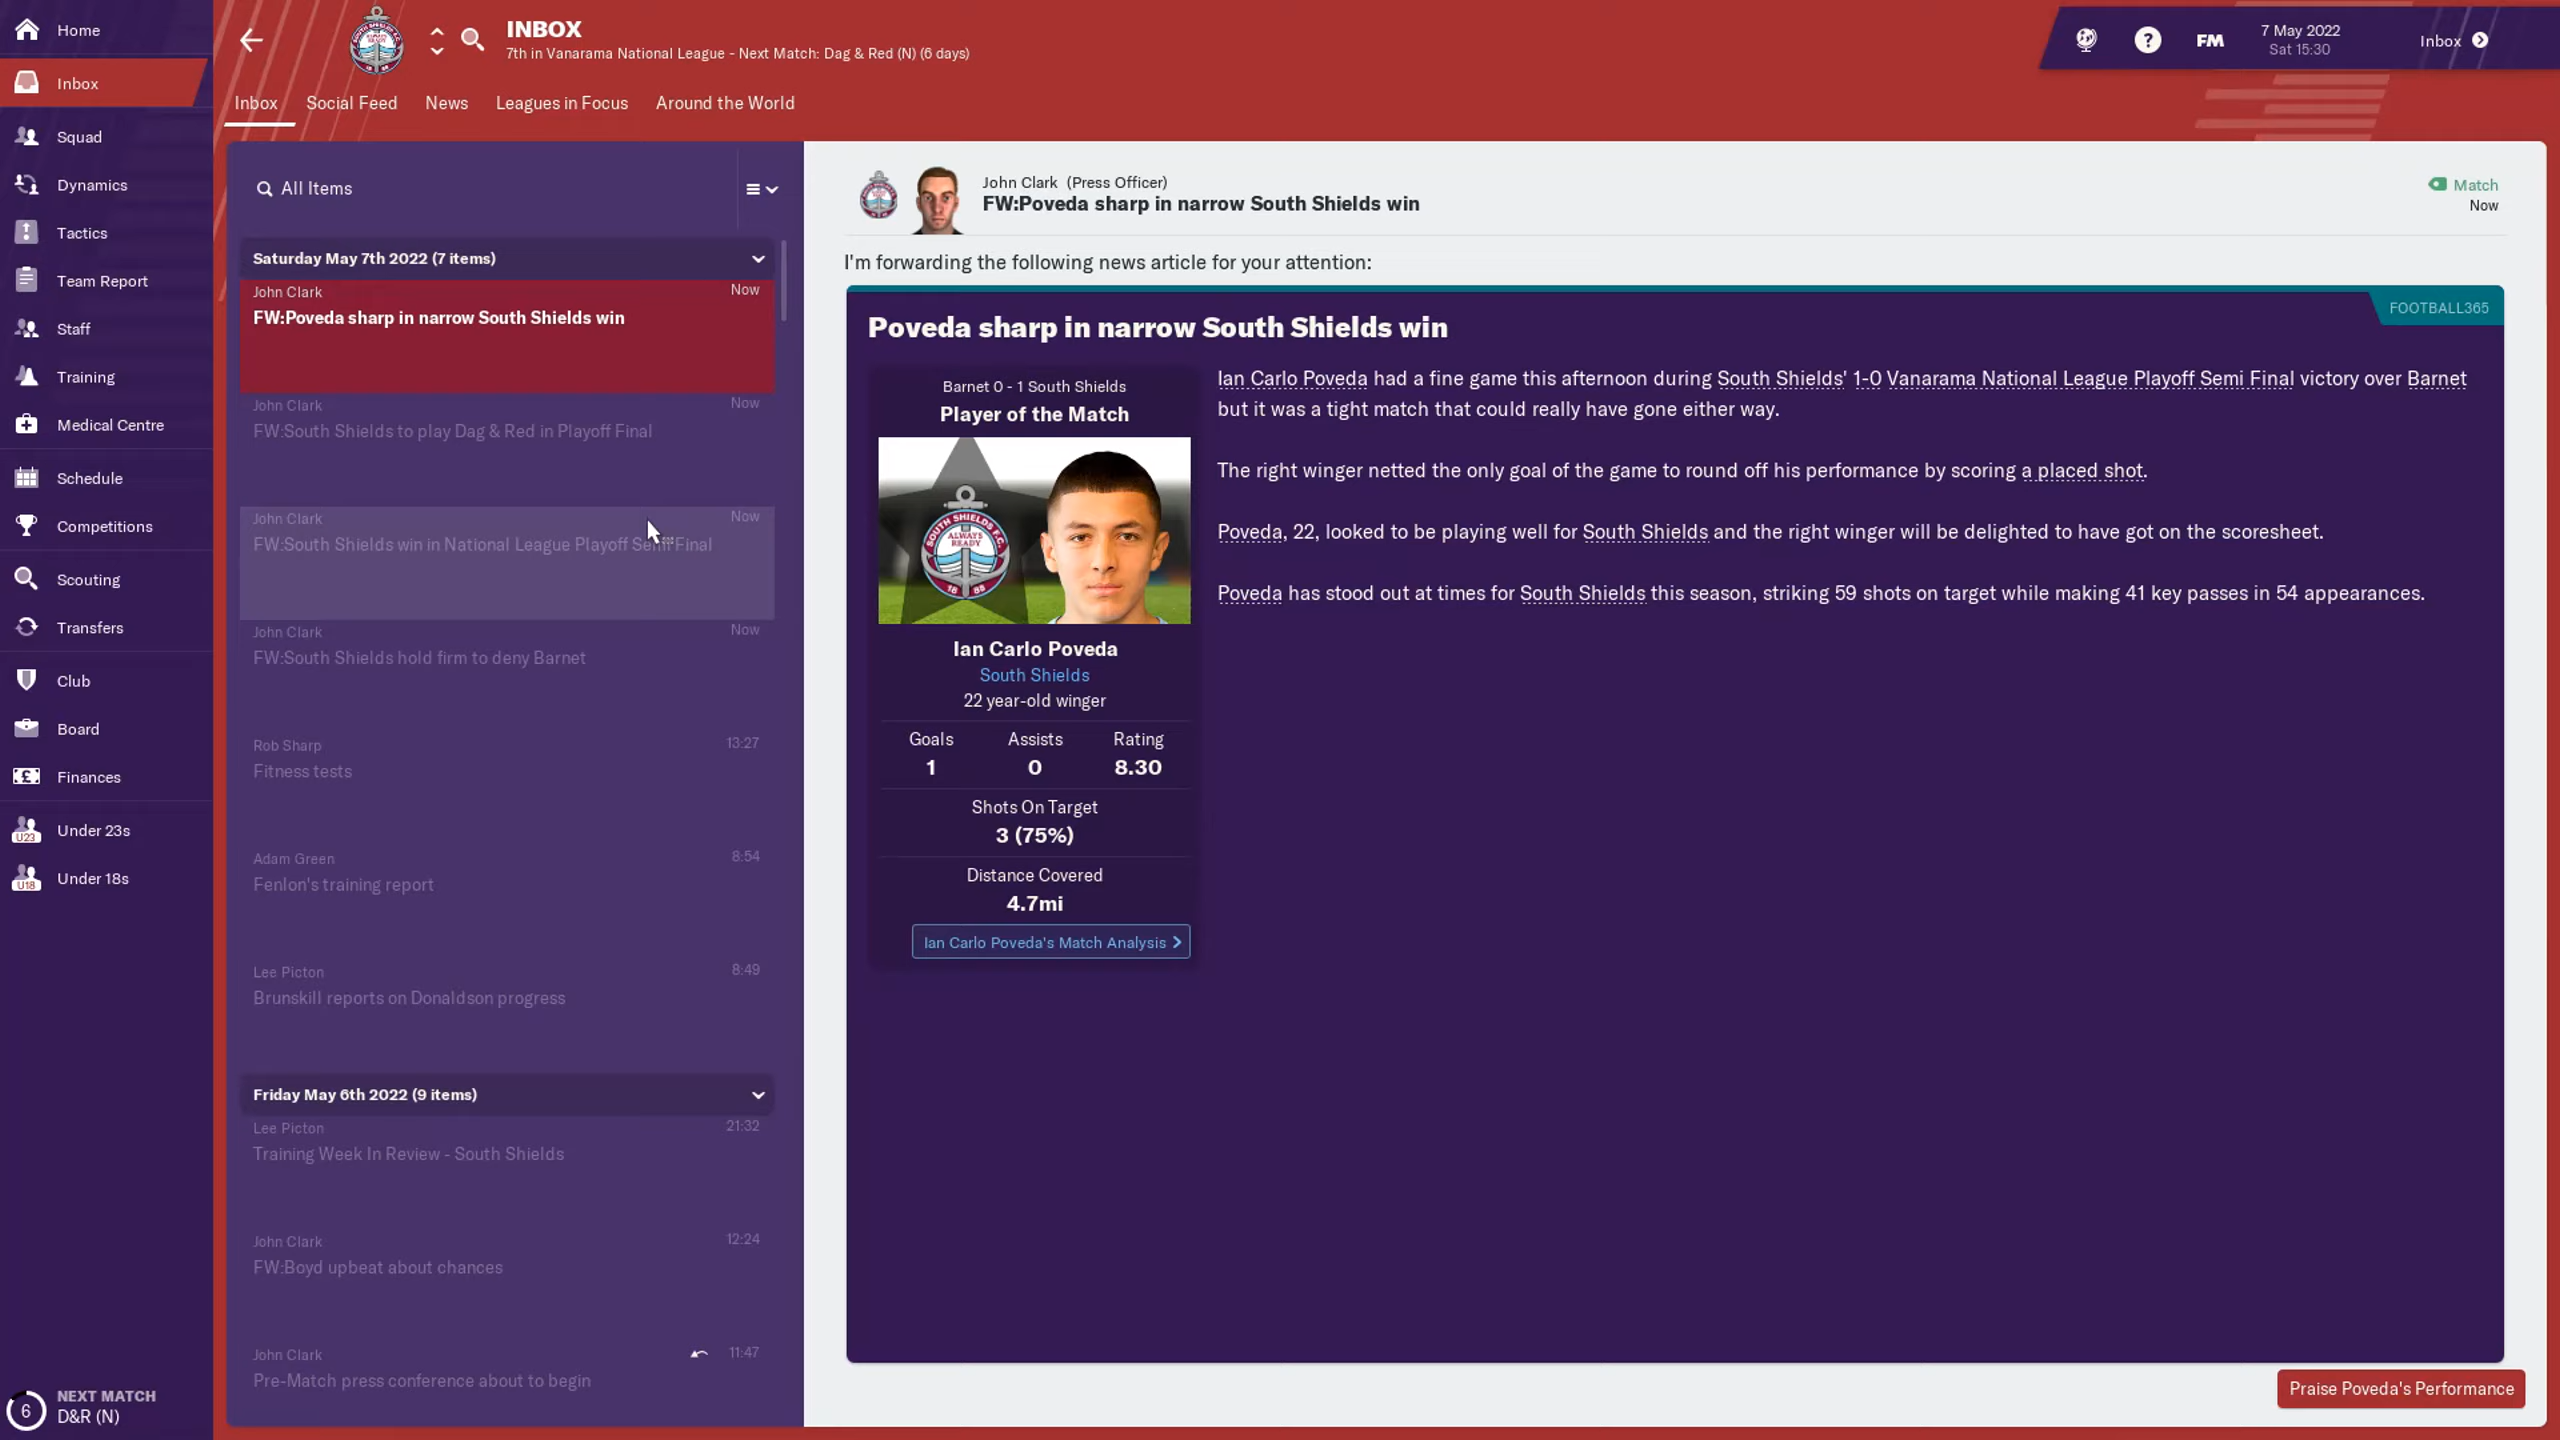 Home
Inbox
Squad
Dynamics
Tactics
Team Report
Staff
Training
Medical Centre
Schedule
Competitions
Scouting
Transfers
Club
Board
Finances
U23
Under 23s
U18
Under 18s
6
NEXT MATCH
D&R (N)
INBOX
7th in Vanarama National League - Next Match: Dag & Red (N) (6 days)
?
FM
7 May 2022
Sat 15:30
Inbox
Inbox Social Feed News Leagues in Focus Around the World
All Items
Saturday May 7th 2022 (7 items)
John Clark Now
FW:Poveda sharp in narrow South Shields win
John Clark Now
FW:South Shields to play Dag & Red in Playoff Final
John Clark Now
FW:South Shields win in National League Playoff Semi Final
John Clark Now
FW:South Shields hold firm to deny Barnet
Rob Sharp 13:27
Fitness tests
Adam Green 8:54
Fenlon's training report
Lee Picton 8:49
Brunskill reports on Donaldson progress
Friday May 6th 2022 (9 items)
Lee Picton 21:32
Training Week In Review - South Shields
John Clark 12:24
FW:Boyd upbeat about chances
John Clark 11:47
Pre-Match press conference about to begin
John Clark (Press Officer)
FW:Poveda sharp in narrow South Shields win
Match
Now
I'm forwarding the following news article for your attention:
FOOTBALL365
Poveda sharp in narrow South Shields win
Barnet 0 - 1 South Shields
Player of the Match
SOUTH SHIELDS F.C.
ALWAYS
READY
18 88
Ian Carlo Poveda
South Shields
22 year-old winger
Goals Assists Rating
1 0 8.30
Shots On Target
3 (75%)
Distance Covered
4.7mi
Ian Carlo Poveda's Match Analysis
Ian Carlo Poveda had a fine game this afternoon during South Shields' 1-0 Vanarama National League Playoff Semi Final victory over Barnet
but it was a tight match that could really have gone either way.
The right winger netted the only goal of the game to round off his performance by scoring a placed shot.
Poveda, 22, looked to be playing well for South Shields and the right winger will be delighted to have got on the scoresheet.
Poveda has stood out at times for South Shields this season, striking 59 shots on target while making 41 key passes in 54 appearances.
Praise Poveda's Performance